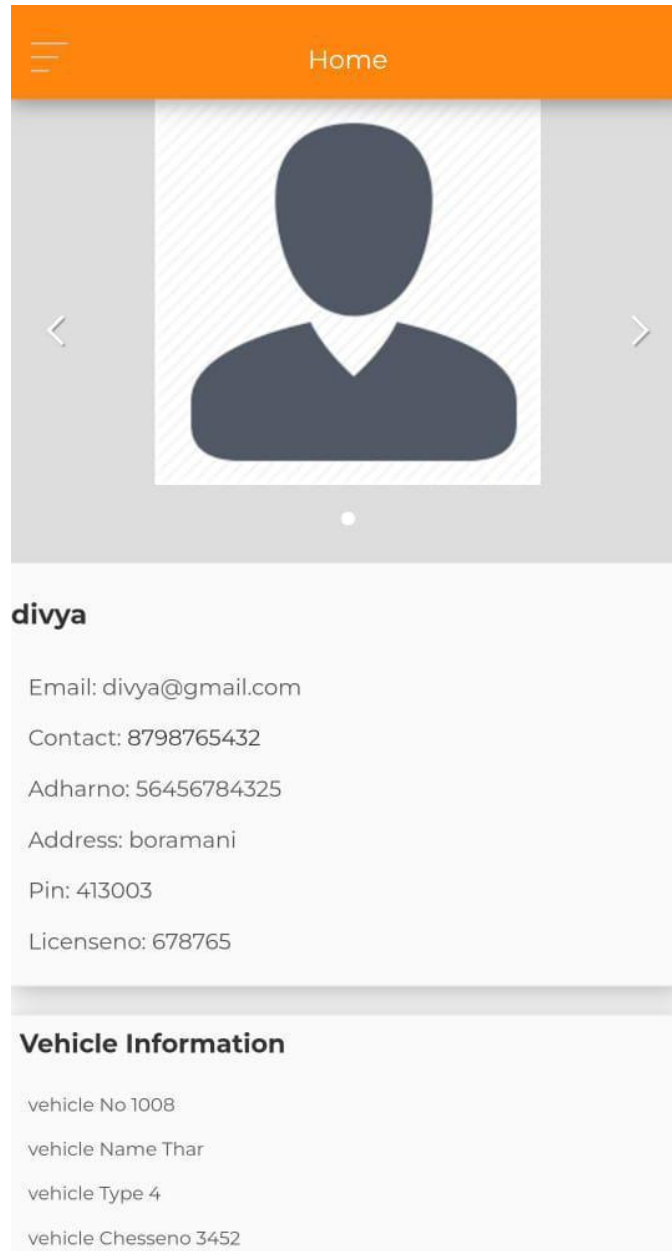 Home
divya
Email: divya@gmail.com
Contact: 8798765432
Adharno: 56456784325
Address: boramani
Pin: 413003
Licenseno: 678765
Vehicle Information
vehicle No 1008
vehicle Name Thar
vehicle Type 4
vehicle Chesseno 3452